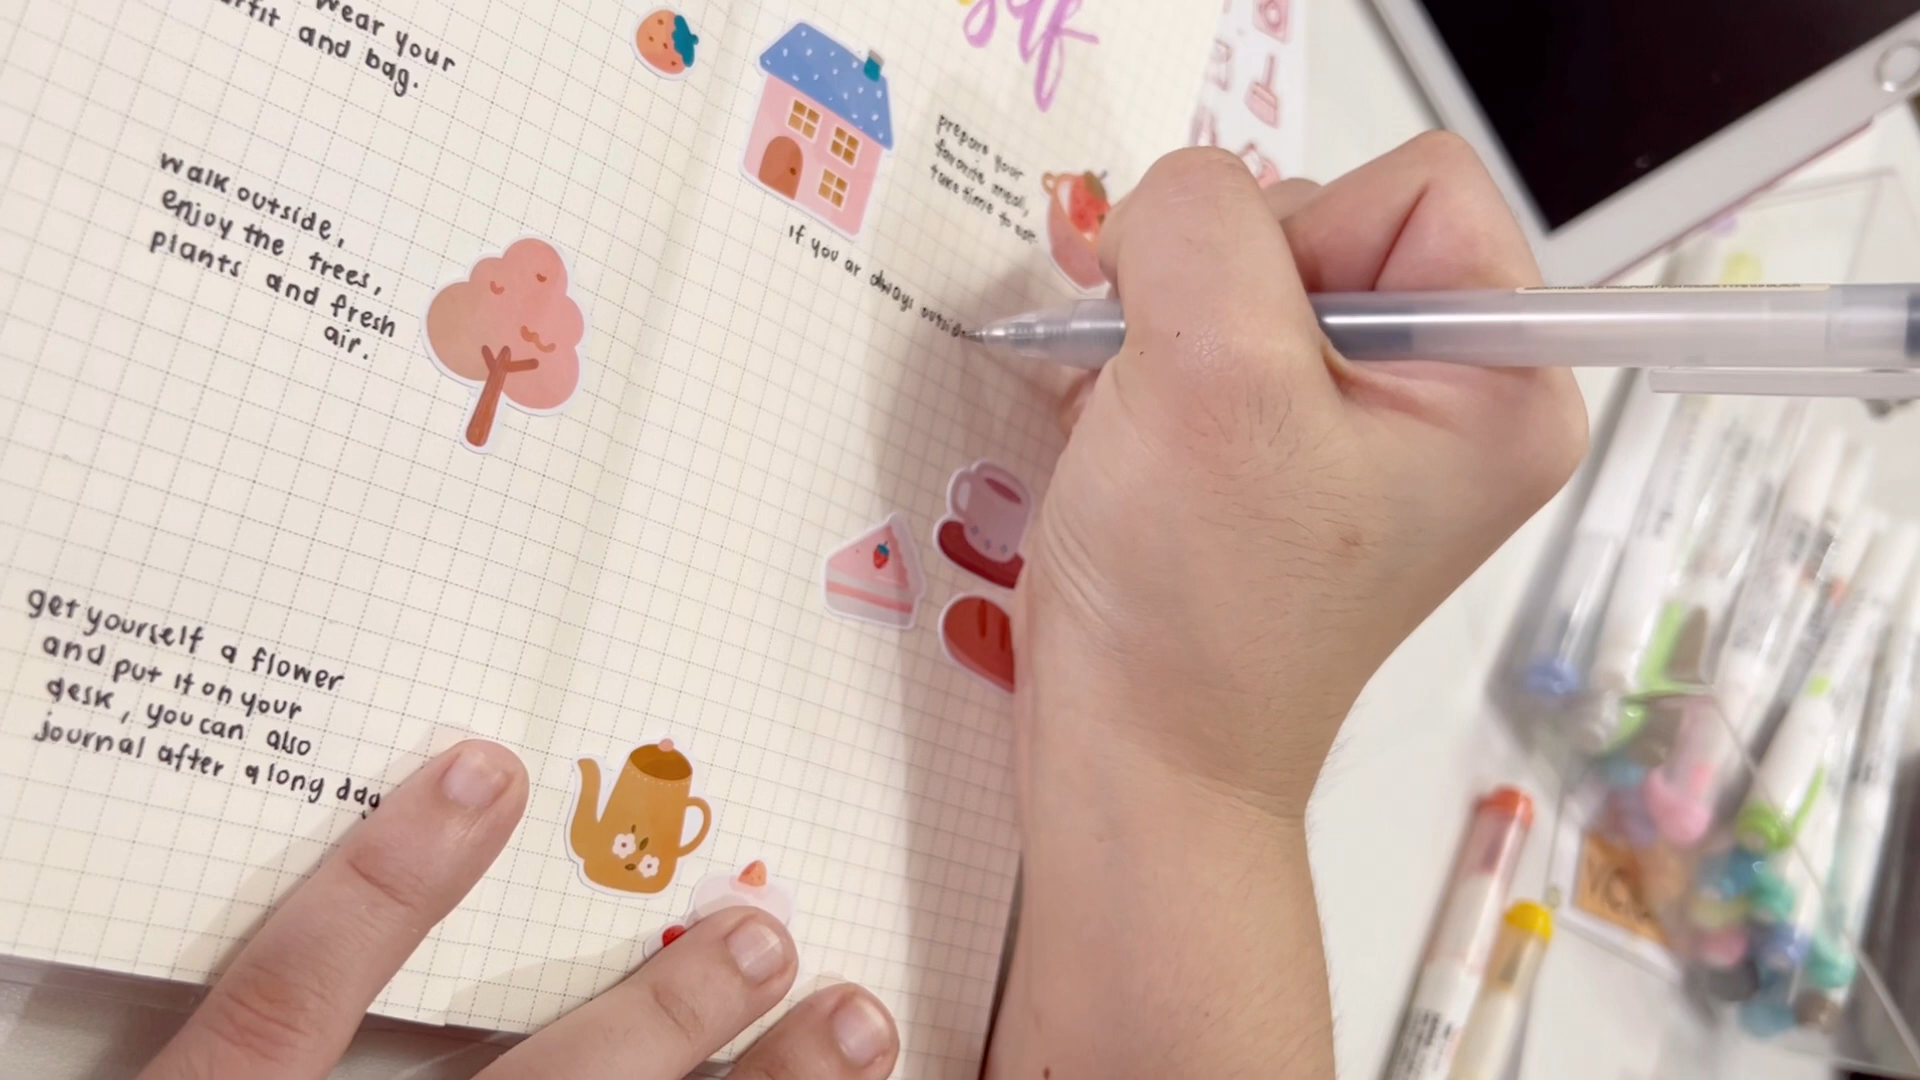 wear your
and bag.
walk outside,
enjoy the trees,
plants and fresh
air.
get yourself a flower
and put it on your
desk, you can also
journal after a long day
self
prepare your
favorite meal,
take time to eat.
If you ar always outside